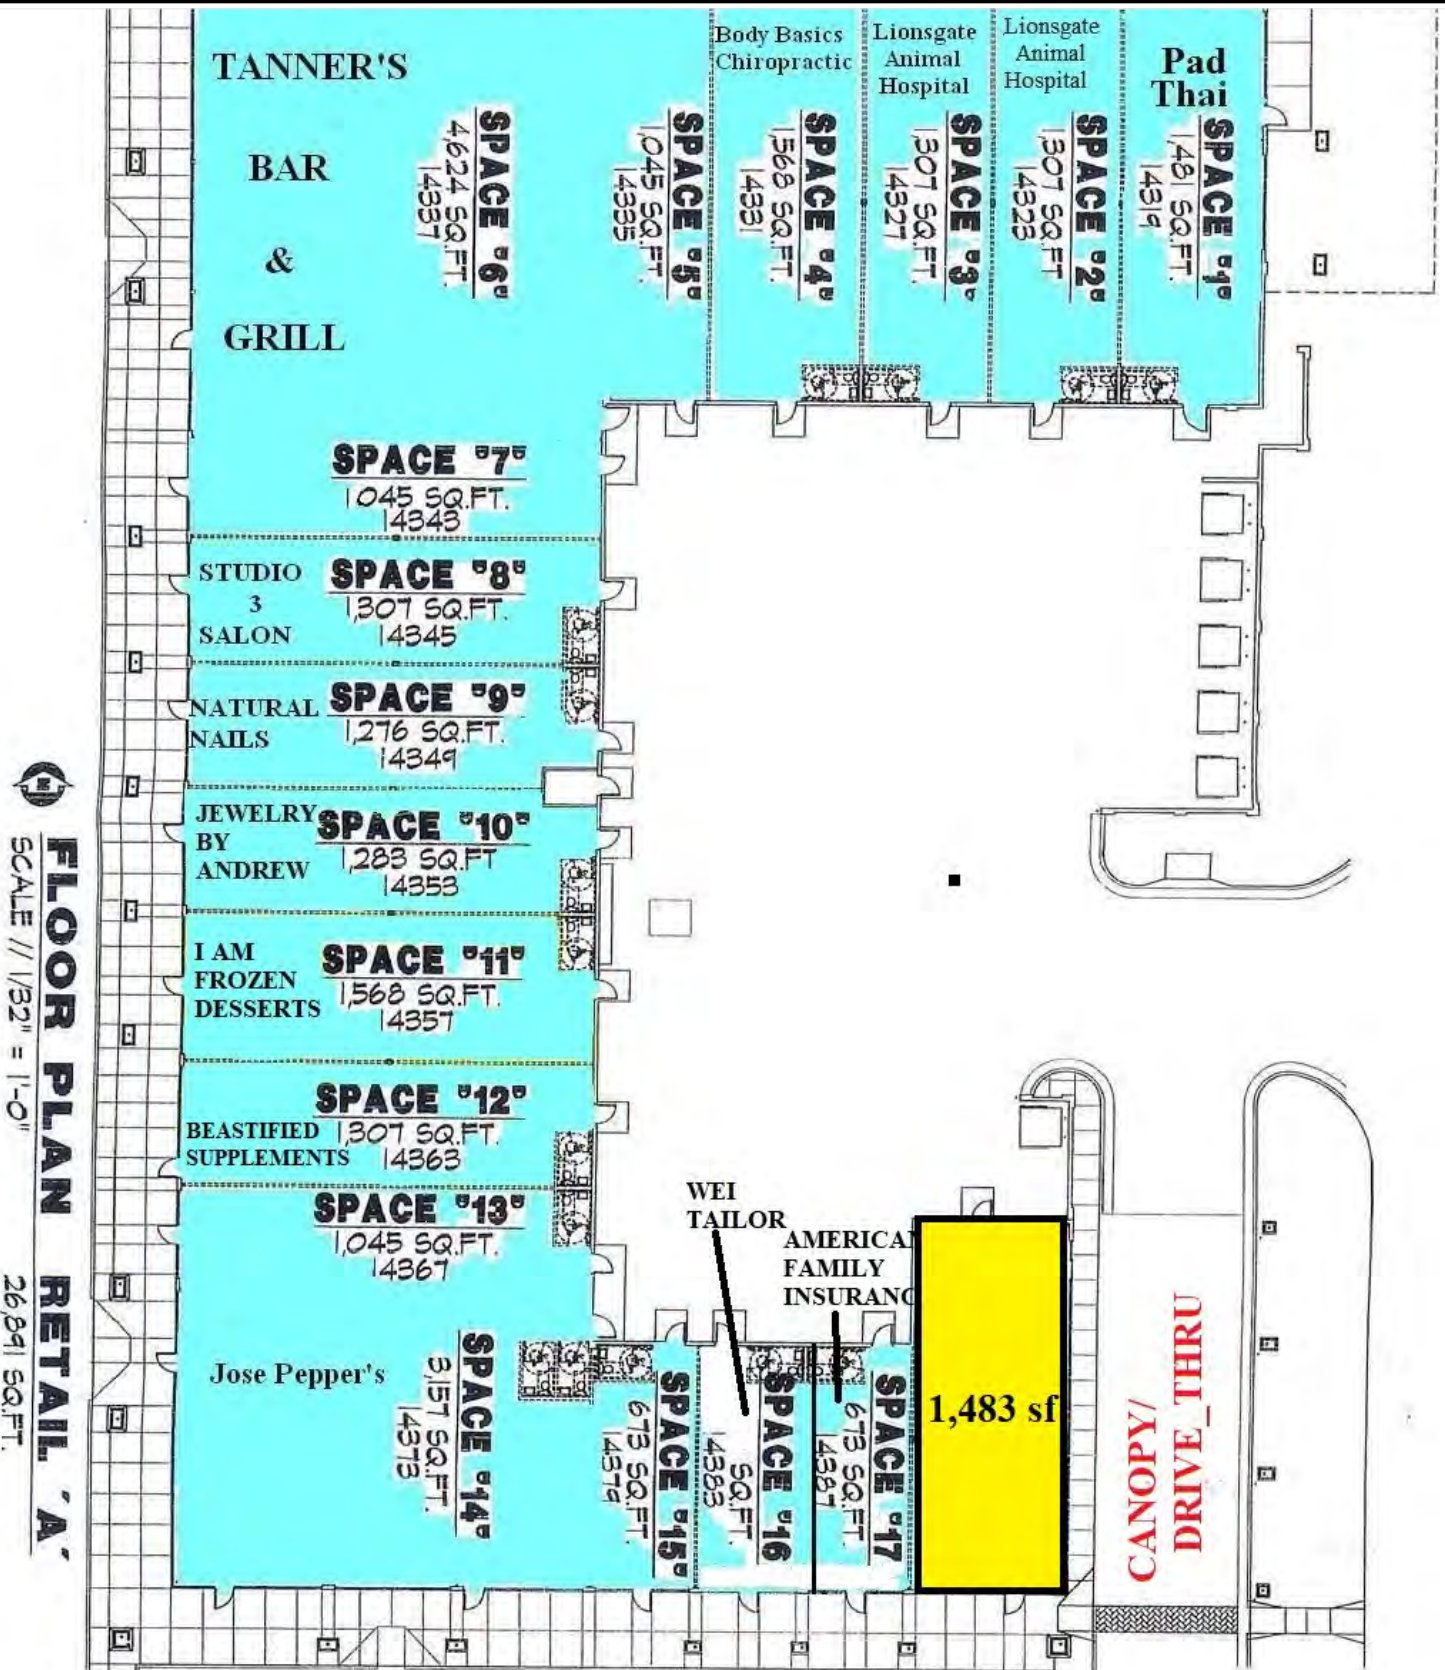 TANNER'S
BAR
&
GRILL
SPACE "6"
4,624 SQ.FT.
14337
SPACE "5"
1,045 SQ.FT.
14335
Body Basics
Chiropractic
SPACE "4"
1,568 SQ.FT.
14331
Lionsgate
Animal
Hospital
SPACE "3"
1,307 SQ.FT.
14327
Lionsgate
Animal
Hospital
SPACE "2"
1,307 SQ.FT
14323
Pad
Thai
SPACE "1"
1,481 SQ.FT.
14319
SPACE "7"
1045 SQ.FT.
14343
STUDIO
3
SALON
SPACE "8"
1,307 SQ.FT.
14345
NATURAL
NAILS
SPACE "9"
1,276 SQ.FT.
14349
JEWELRY
BY
ANDREW
SPACE "10"
1,283 SQ.FT
14353
I AM
FROZEN
DESSERTS
SPACE "11"
1,568 SQ.FT.
14357
BEASTIFIED
SUPPLEMENTS
SPACE "12"
1,307 SQ.FT.
14363
SPACE "13"
1,045 SQ.FT.
14367
Jose Pepper's
SPACE "14"
3,157 SQ.FT.
14373
SPACE "15"
673 SQ.FT.
14379
WEI
TAILOR
SPACE "16
SQ.FT.
14383
AMERICAN
FAMILY
INSURANC
SPACE "17
673 SQ.FT.
14387
1,483 sf
CANOPY/
DRIVE_THRU
FLOOR PLAN RETAIL "A"
SCALE // 1/32" = 1'-0" 26,891 SQ.FT.